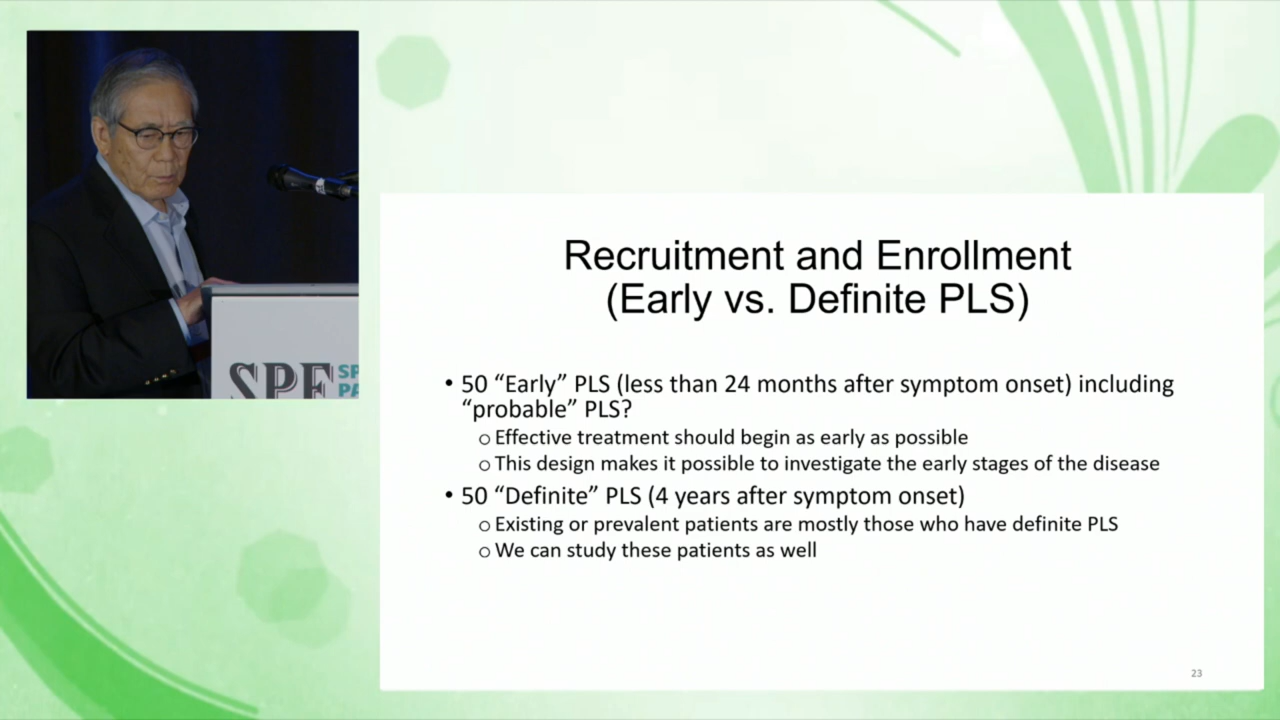 SPF SP
PA
Recruitment and Enrollment
(Early vs. Definite PLS)
• 50 “Early” PLS (less than 24 months after symptom onset) including
“probable” PLS?
o Effective treatment should begin as early as possible
o This design makes it possible to investigate the early stages of the disease
• 50 “Definite” PLS (4 years after symptom onset)
o Existing or prevalent patients are mostly those who have definite PLS
o We can study these patients as well
23